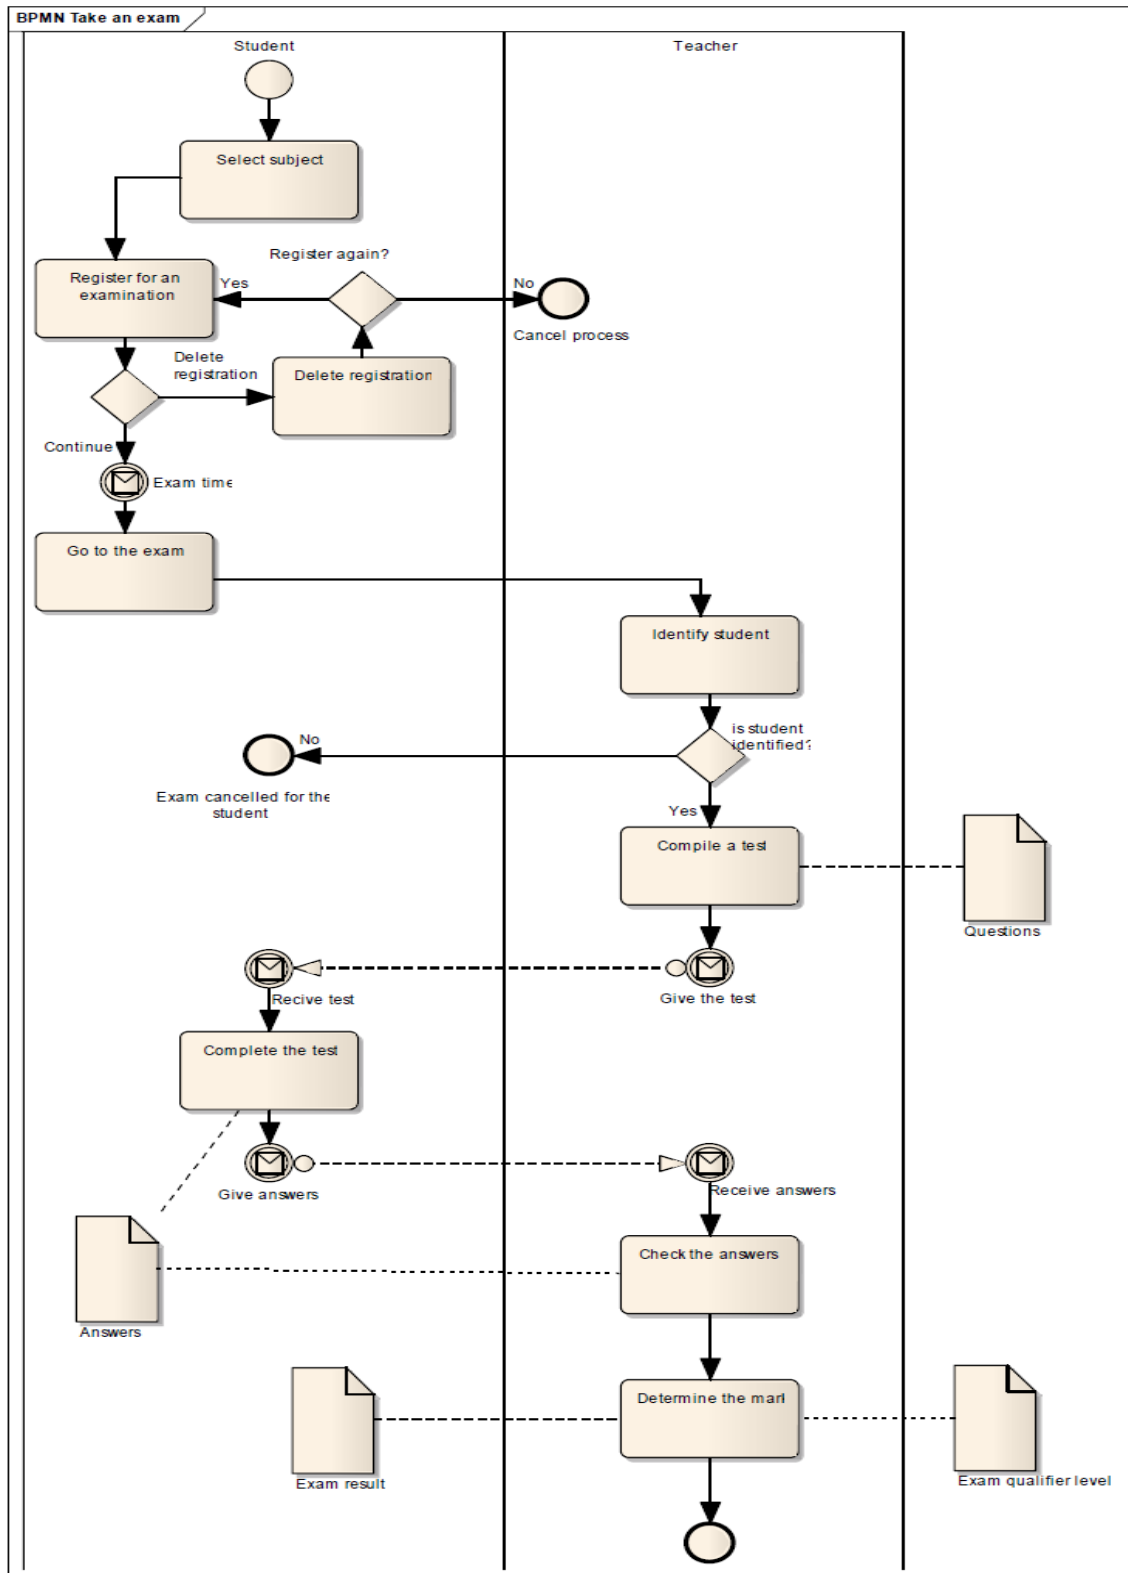 BPMN Take an exam
Student
Teacher
Select subject
Register again?
Register for an
examination
Yes
No
Cancel process
Delete
registration
Delete registration
Continue
Exam time
Go to the exam
Identify student
is student
identified?
No
Exam cancelled for the
student
Yes
Compile a test
Questions
Recive test
Give the test
Complete the test
Give answers
Receive answers
Check the answers
Answers
Determine the mark
Exam result
Exam qualifier level